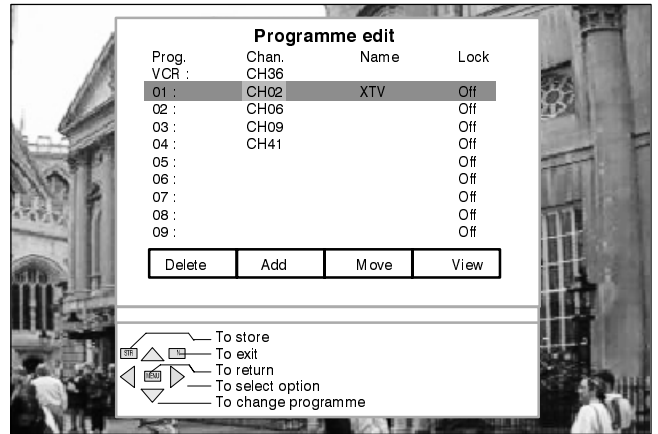 Programme edit
Prog. Chan. Name Lock
VCR : CH36
01 : CH02 XTV Off
02 : CH06 Off
03 : CH09 Off
04 : CH41 Off
05 : Off
06 : Off
07 : Off
08 : Off
09 : Off
Delete Add Move View
To store
STR To exit
MENU To return
To select option
To change programme